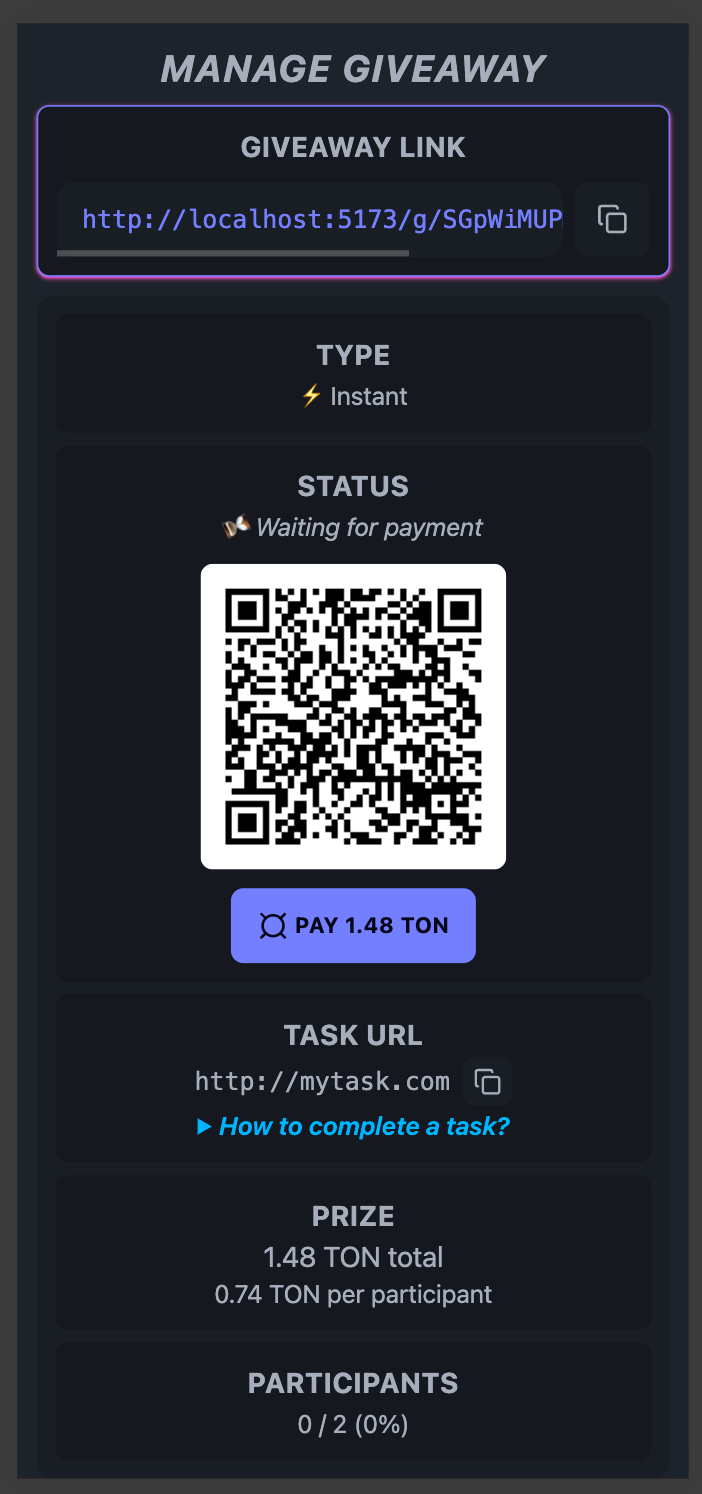 MANAGE GIVEAWAY
GIVEAWAY LINK
http://localhost:5173/g/SGpWiMUP
TYPE
⚡ Instant
STATUS
Waiting for payment
PAY 1.48 TON
TASK URL
http://mytask.com
▶ How to complete a task?
PRIZE
1.48 TON total
0.74 TON per participant
PARTICIPANTS
0 / 2 (0%)